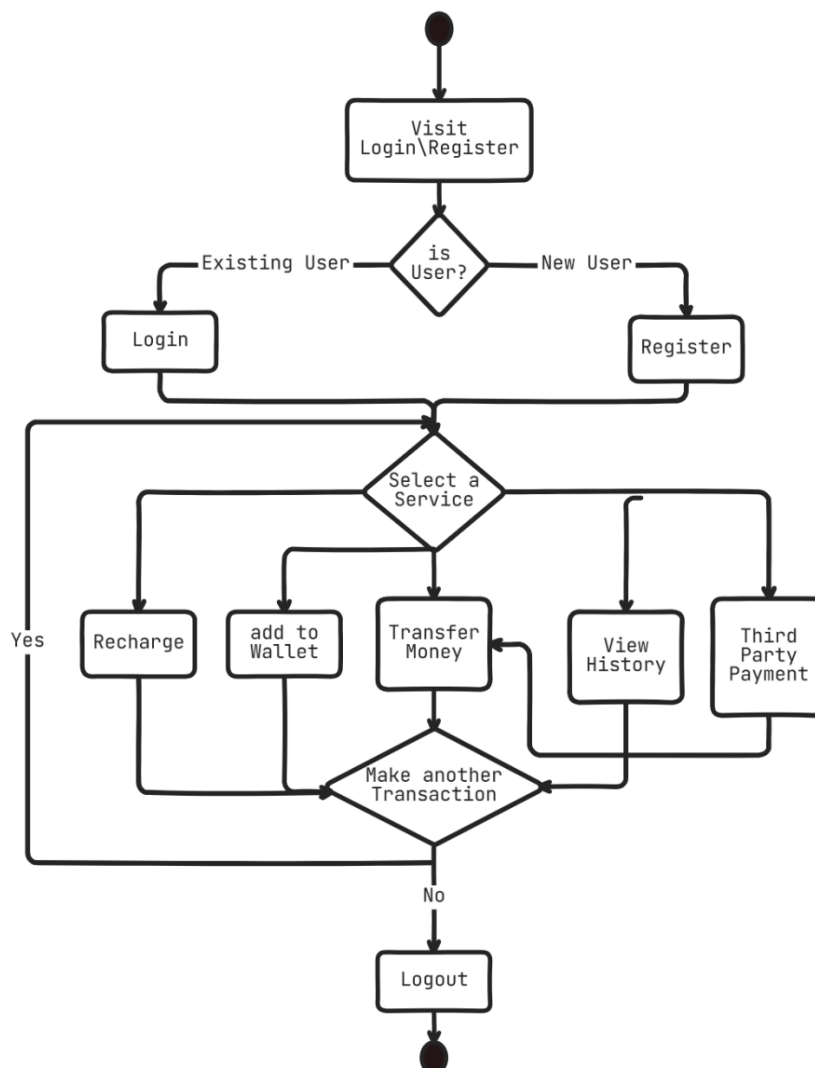 Visit
Login\Register
is
User?
Existing User
New User
Login
Register
Select a
Service
Recharge
add to
Wallet
Transfer
Money
View
History
Third
Party
Payment
Yes
Make another
Transaction
No
Logout